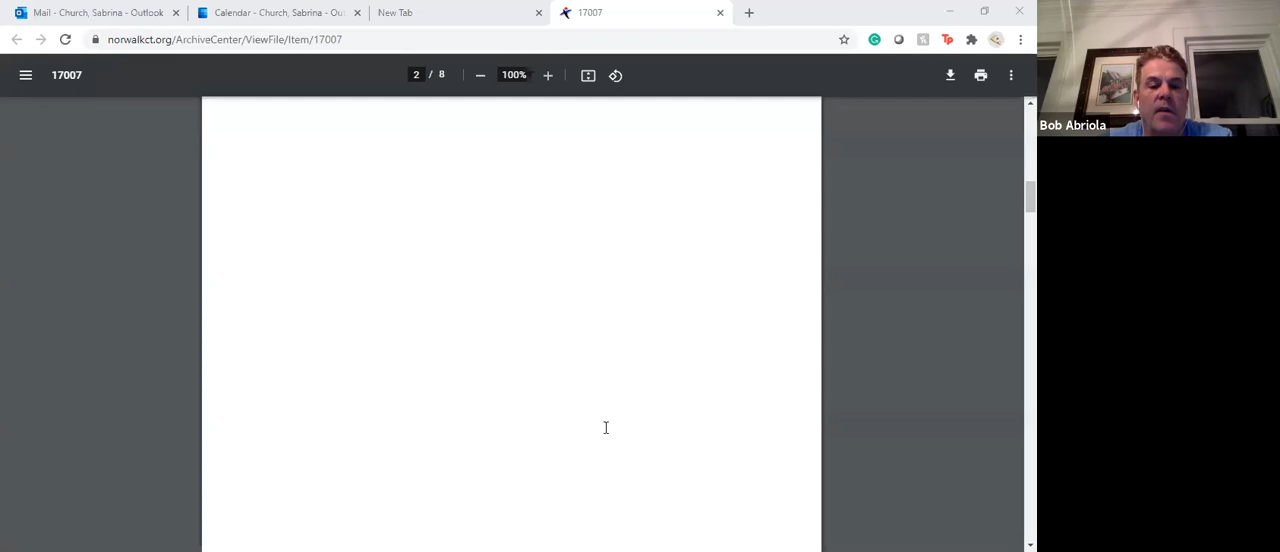 Mail - Church, Sabrina - Outlook
Calendar - Church, Sabrina - Out
New Tab
17007
norwalkct.org/ArchiveCenter/ViewFile/Item/17007
17007
2 / 8
100%
Bob Abriola